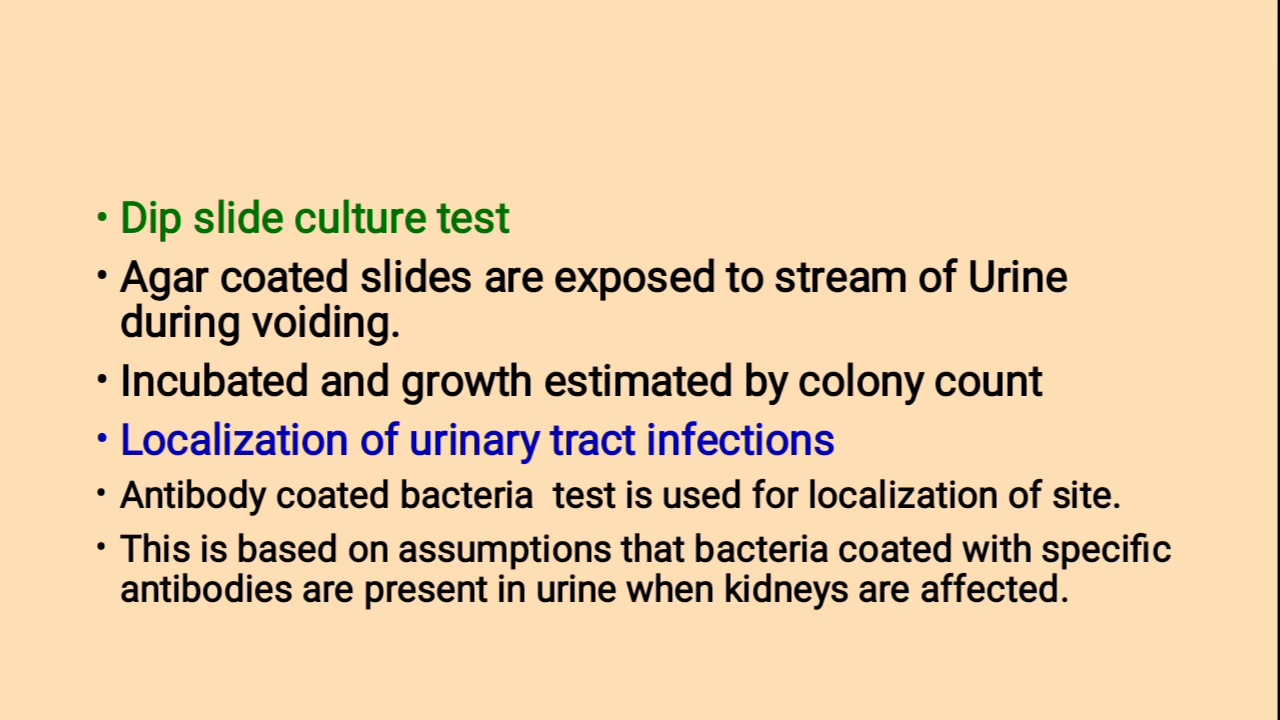 • Dip slide culture test
• Agar coated slides are exposed to stream of Urine
during voiding.
• Incubated and growth estimated by colony count
• Localization of urinary tract infections
• Antibody coated bacteria  test is used for localization of site.
• This is based on assumptions that bacteria coated with specific
antibodies are present in urine when kidneys are affected.